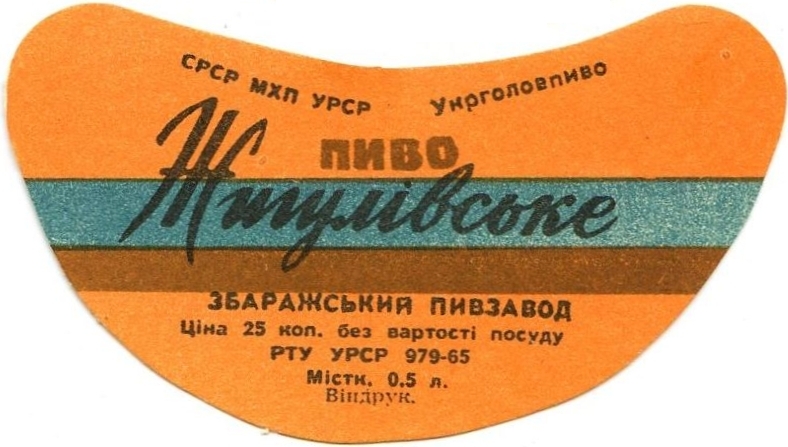 СРСР МХП УРСР Укрголовпиво
ПИВО
Жигулівське
ЗБАРАЖСЬКИЙ ПИВЗАВОД
Ціна 25 коп. без вартості посуду
РТУ УРСР 979-65
Містк. 0.5 л.
Віндрук.